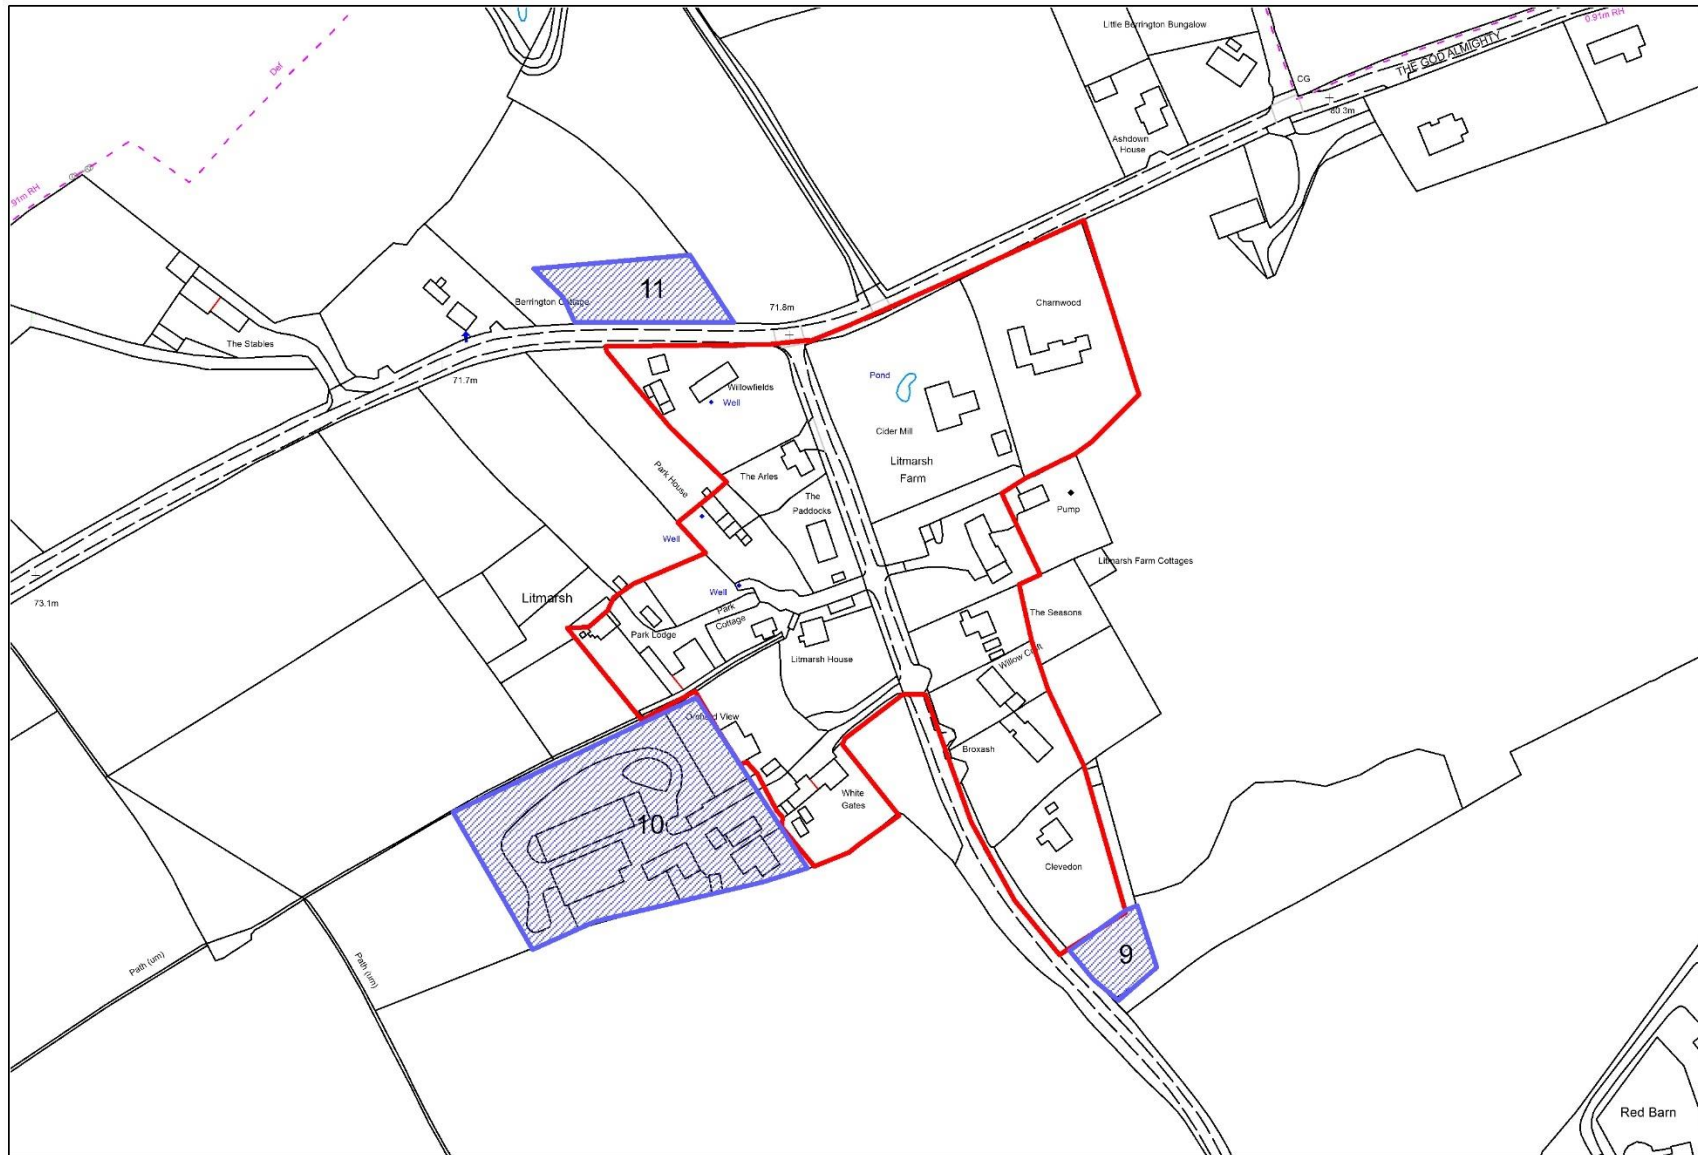 Little Berrington Bungalow
0.91m RH
THE GOD ALMIGHTY
Def
CG
80.3m
Ashdown
House
91m RH
11
Berrington Cottage
71.8m
Charnwood
The Stables
71.7m
Pond
Willowfields
Well
Cider Mill
Litmarsh
Farm
Park House
The Arles
The
Paddocks
Pump
Well
Litmarsh Farm Cottages
Well
Litmarsh
73.1m
Park
Cottage
The Seasons
Park Lodge
Litmarsh House
Willow Croft
Orchard View
Broxash
White
Gates
10
Clevedon
9
Path (um)
Path (um)
Red Barn